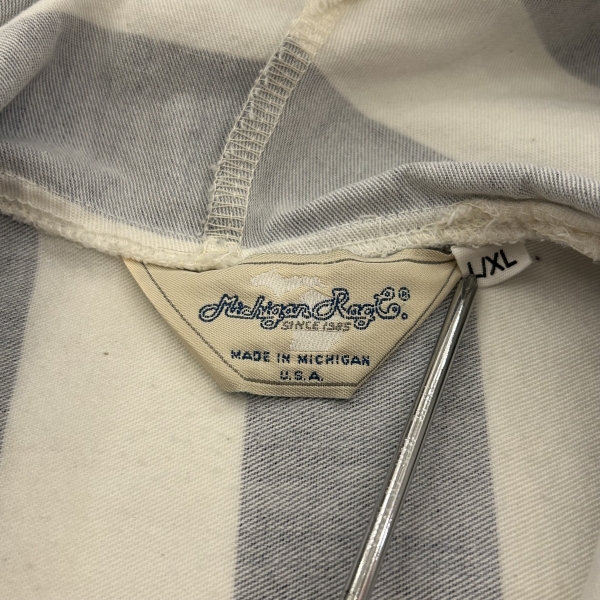 Michigan Rag Co.®
SINCE 1985
MADE IN MICHIGAN
U.S.A.
L/XL